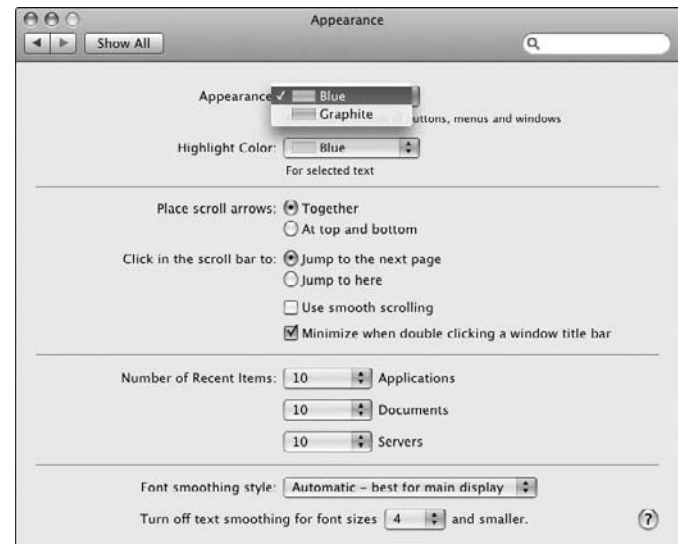 Appearance
Show All
Appearance ✓ Blue
Graphite
uttons, menus and windows
Highlight Color: Blue
For selected text
Place scroll arrows: Together
At top and bottom
Click in the scroll bar to: Jump to the next page
Jump to here
Use smooth scrolling
Minimize when double clicking a window title bar
Number of Recent Items: 10 Applications
10 Documents
10 Servers
Font smoothing style: Automatic – best for main display
Turn off text smoothing for font sizes 4 and smaller. ?